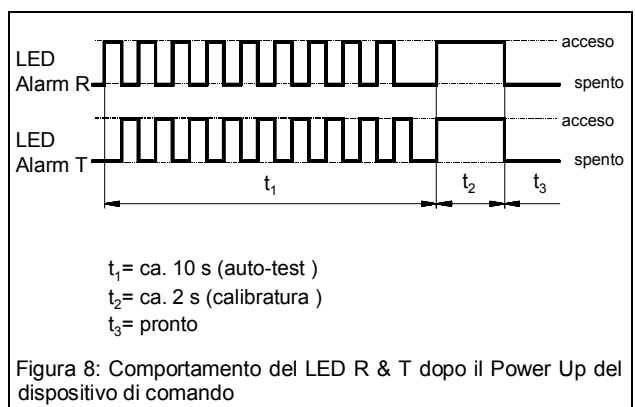 LED
Alarm R
acceso
spento
LED
Alarm T
acceso
spento
t₁
t₂
t₃
t₁= ca. 10 s (auto-test )
t₂= ca. 2 s (calibratura )
t₃= pronto
Figura 8: Comportamento del LED R & T dopo il Power Up del
dispositivo di comando